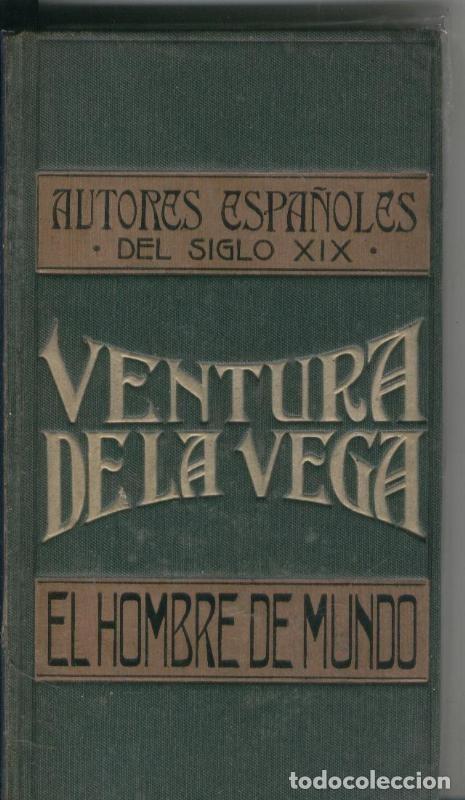 AUTORES ESPAÑOLES
· DEL SIGLO XIX ·
VENTURA
DE LA VEGA
EL HOMBRE DE MUNDO
todocoleccion